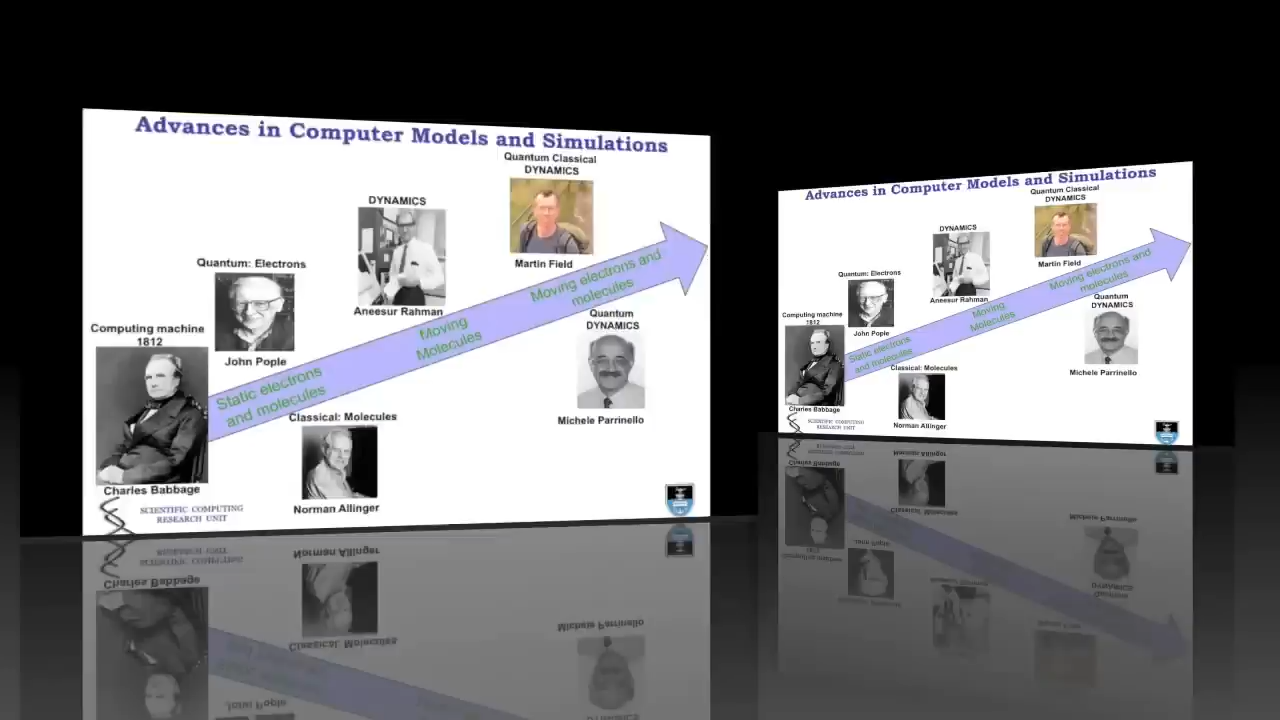 Advances in Computer Models and Simulations
Quantum Classical
DYNAMICS
Martin Field
DYNAMICS
Aneesur Rahman
Quantum: Electrons
John Pople
Computing machine
1812
Charles Babbage
Static electrons
and molecules
Moving
Molecules
Moving electrons and
molecules
Classical: Molecules
Norman Allinger
Quantum
DYNAMICS
Michele Parrinello
SCIENTIFIC COMPUTING
RESEARCH UNIT
Advances in Computer Models and Simulations
Quantum Classical
DYNAMICS
Martin Field
DYNAMICS
Aneesur Rahman
Quantum: Electrons
John Pople
Computing machine
1812
Charles Babbage
Static electrons
and molecules
Moving
Molecules
Moving electrons and
molecules
Classical: Molecules
Norman Allinger
Quantum
DYNAMICS
Michele Parrinello
SCIENTIFIC COMPUTING
RESEARCH UNIT